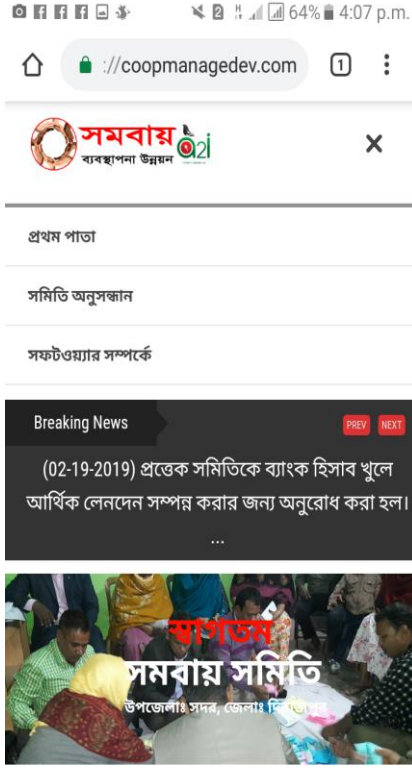 64% 4:07 p.m.
://coopmanagedev.com 1
সমবায় a2i
ব্যবস্থাপনা উন্নয়ন
প্রথম পাতা
সমিতি অনুসন্ধান
সফটওয়্যার সম্পর্কে
Breaking News PREV NEXT
(02-19-2019) প্রত্তেক সমিতিকে ব্যাংক হিসাব খুলে
আর্থিক লেনদেন সম্পন্ন করার জন্য অনুরোধ করা হল।
...
স্বাগতম
সমবায় সমিতি
উপজেলাঃ সদর, জেলাঃ দিনাজপুর